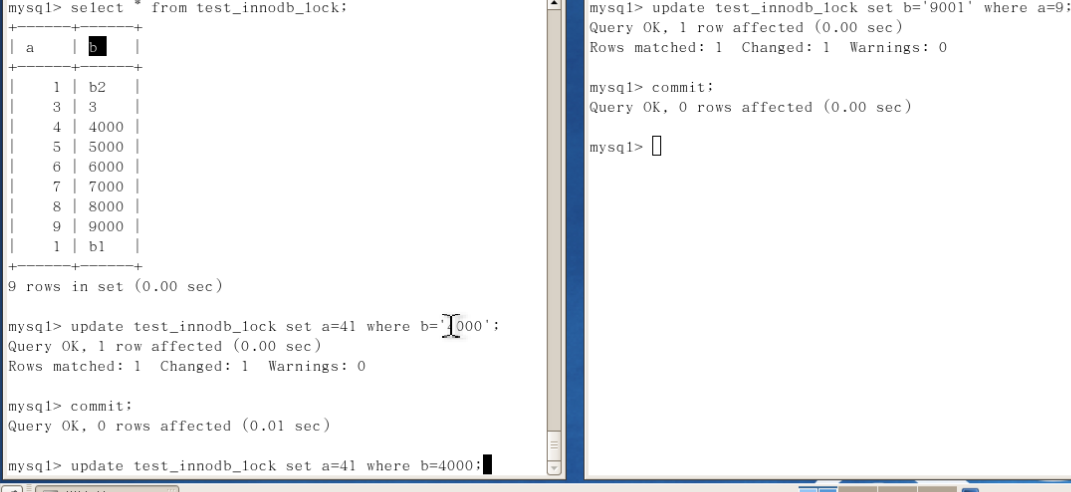 mysql> select * from test_innodb_lock;
+------+------+
| a | b |
+------+------+
| 1 | b2 |
| 3 | 3 |
| 4 | 4000 |
| 5 | 5000 |
| 6 | 6000 |
| 7 | 7000 |
| 8 | 8000 |
| 9 | 9000 |
| 1 | b1 |
+------+------+
9 rows in set (0.00 sec)
mysql> update test_innodb_lock set a=41 where b='4000';
Query OK, 1 row affected (0.00 sec)
Rows matched: 1 Changed: 1 Warnings: 0
mysql> commit;
Query OK, 0 rows affected (0.01 sec)
mysql> update test_innodb_lock set a=41 where b=4000;
mysql> update test_innodb_lock set b='9001' where a=9;
Query OK, 1 row affected (0.00 sec)
Rows matched: 1 Changed: 1 Warnings: 0
mysql> commit;
Query OK, 0 rows affected (0.00 sec)
mysql>